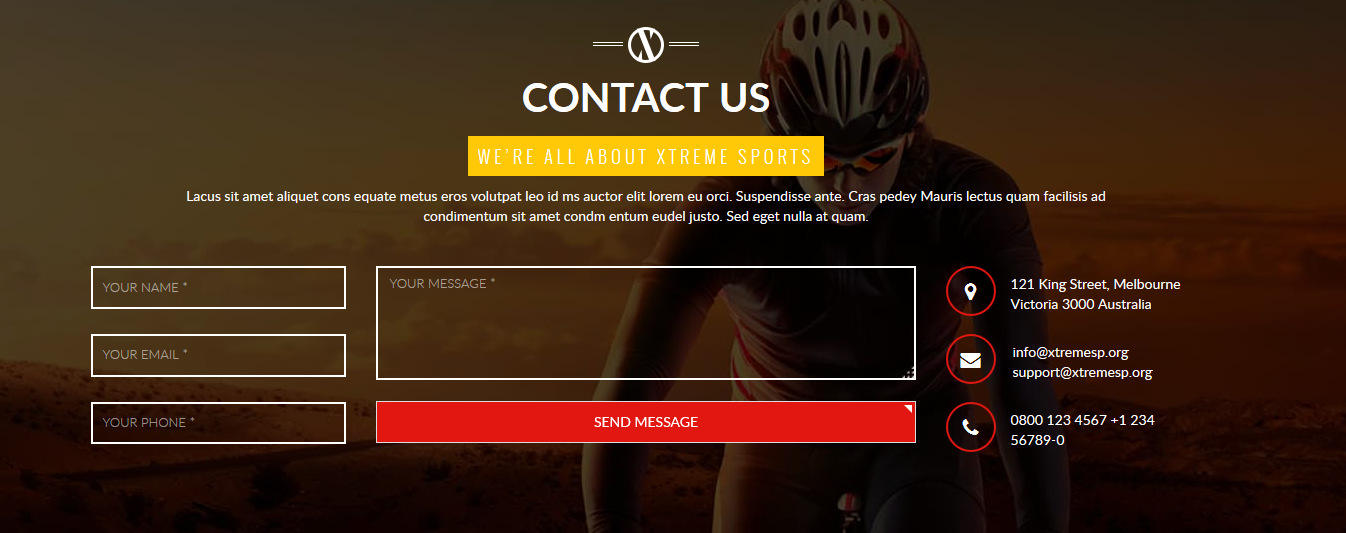 CONTACT US
WE'RE ALL ABOUT XTREME SPORTS
Lacus sit amet aliquet cons equate metus eros volutpat leo id ms auctor elit lorem eu orci. Suspendisse ante. Cras pedey Mauris lectus quam facilisis ad
condimentum sit amet condm entum eudel justo. Sed eget nulla at quam.
YOUR NAME *
YOUR EMAIL *
YOUR PHONE *
YOUR MESSAGE *
SEND MESSAGE
121 King Street, Melbourne
Victoria 3000 Australia
info@xtremesp.org
support@xtremesp.org
0800 123 4567 +1 234
56789-0